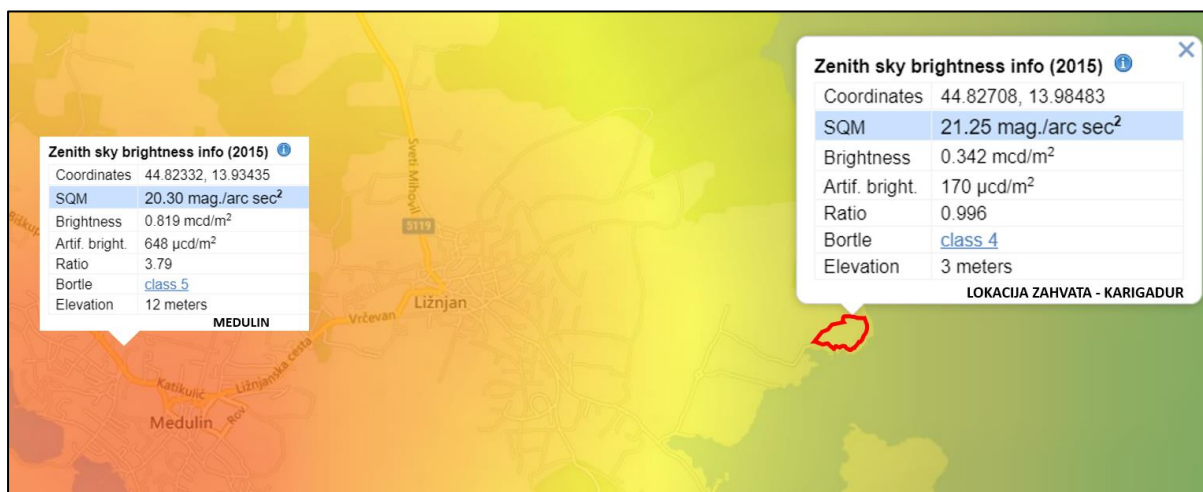 Zenith sky brightness info (2015)
Coordinates 44.82332, 13.93435
SQM 20.30 mag./arc sec²
Brightness 0.819 mcd/m²
Artif. bright. 648 μcd/m²
Ratio 3.79
Bortle class 5
Elevation 12 meters
MEDULIN
Zenith sky brightness info (2015)
Coordinates 44.82708, 13.98483
SQM 21.25 mag./arc sec²
Brightness 0.342 mcd/m²
Artif. bright. 170 μcd/m²
Ratio 0.996
Bortle class 4
Elevation 3 meters
LOKACIJA ZAHVATA - KARIGADUR
Sveti Mihovil
5119
Ližnjan
Vrčevan
Ližnjanska cesta
Katikulić
Rov
Medulin